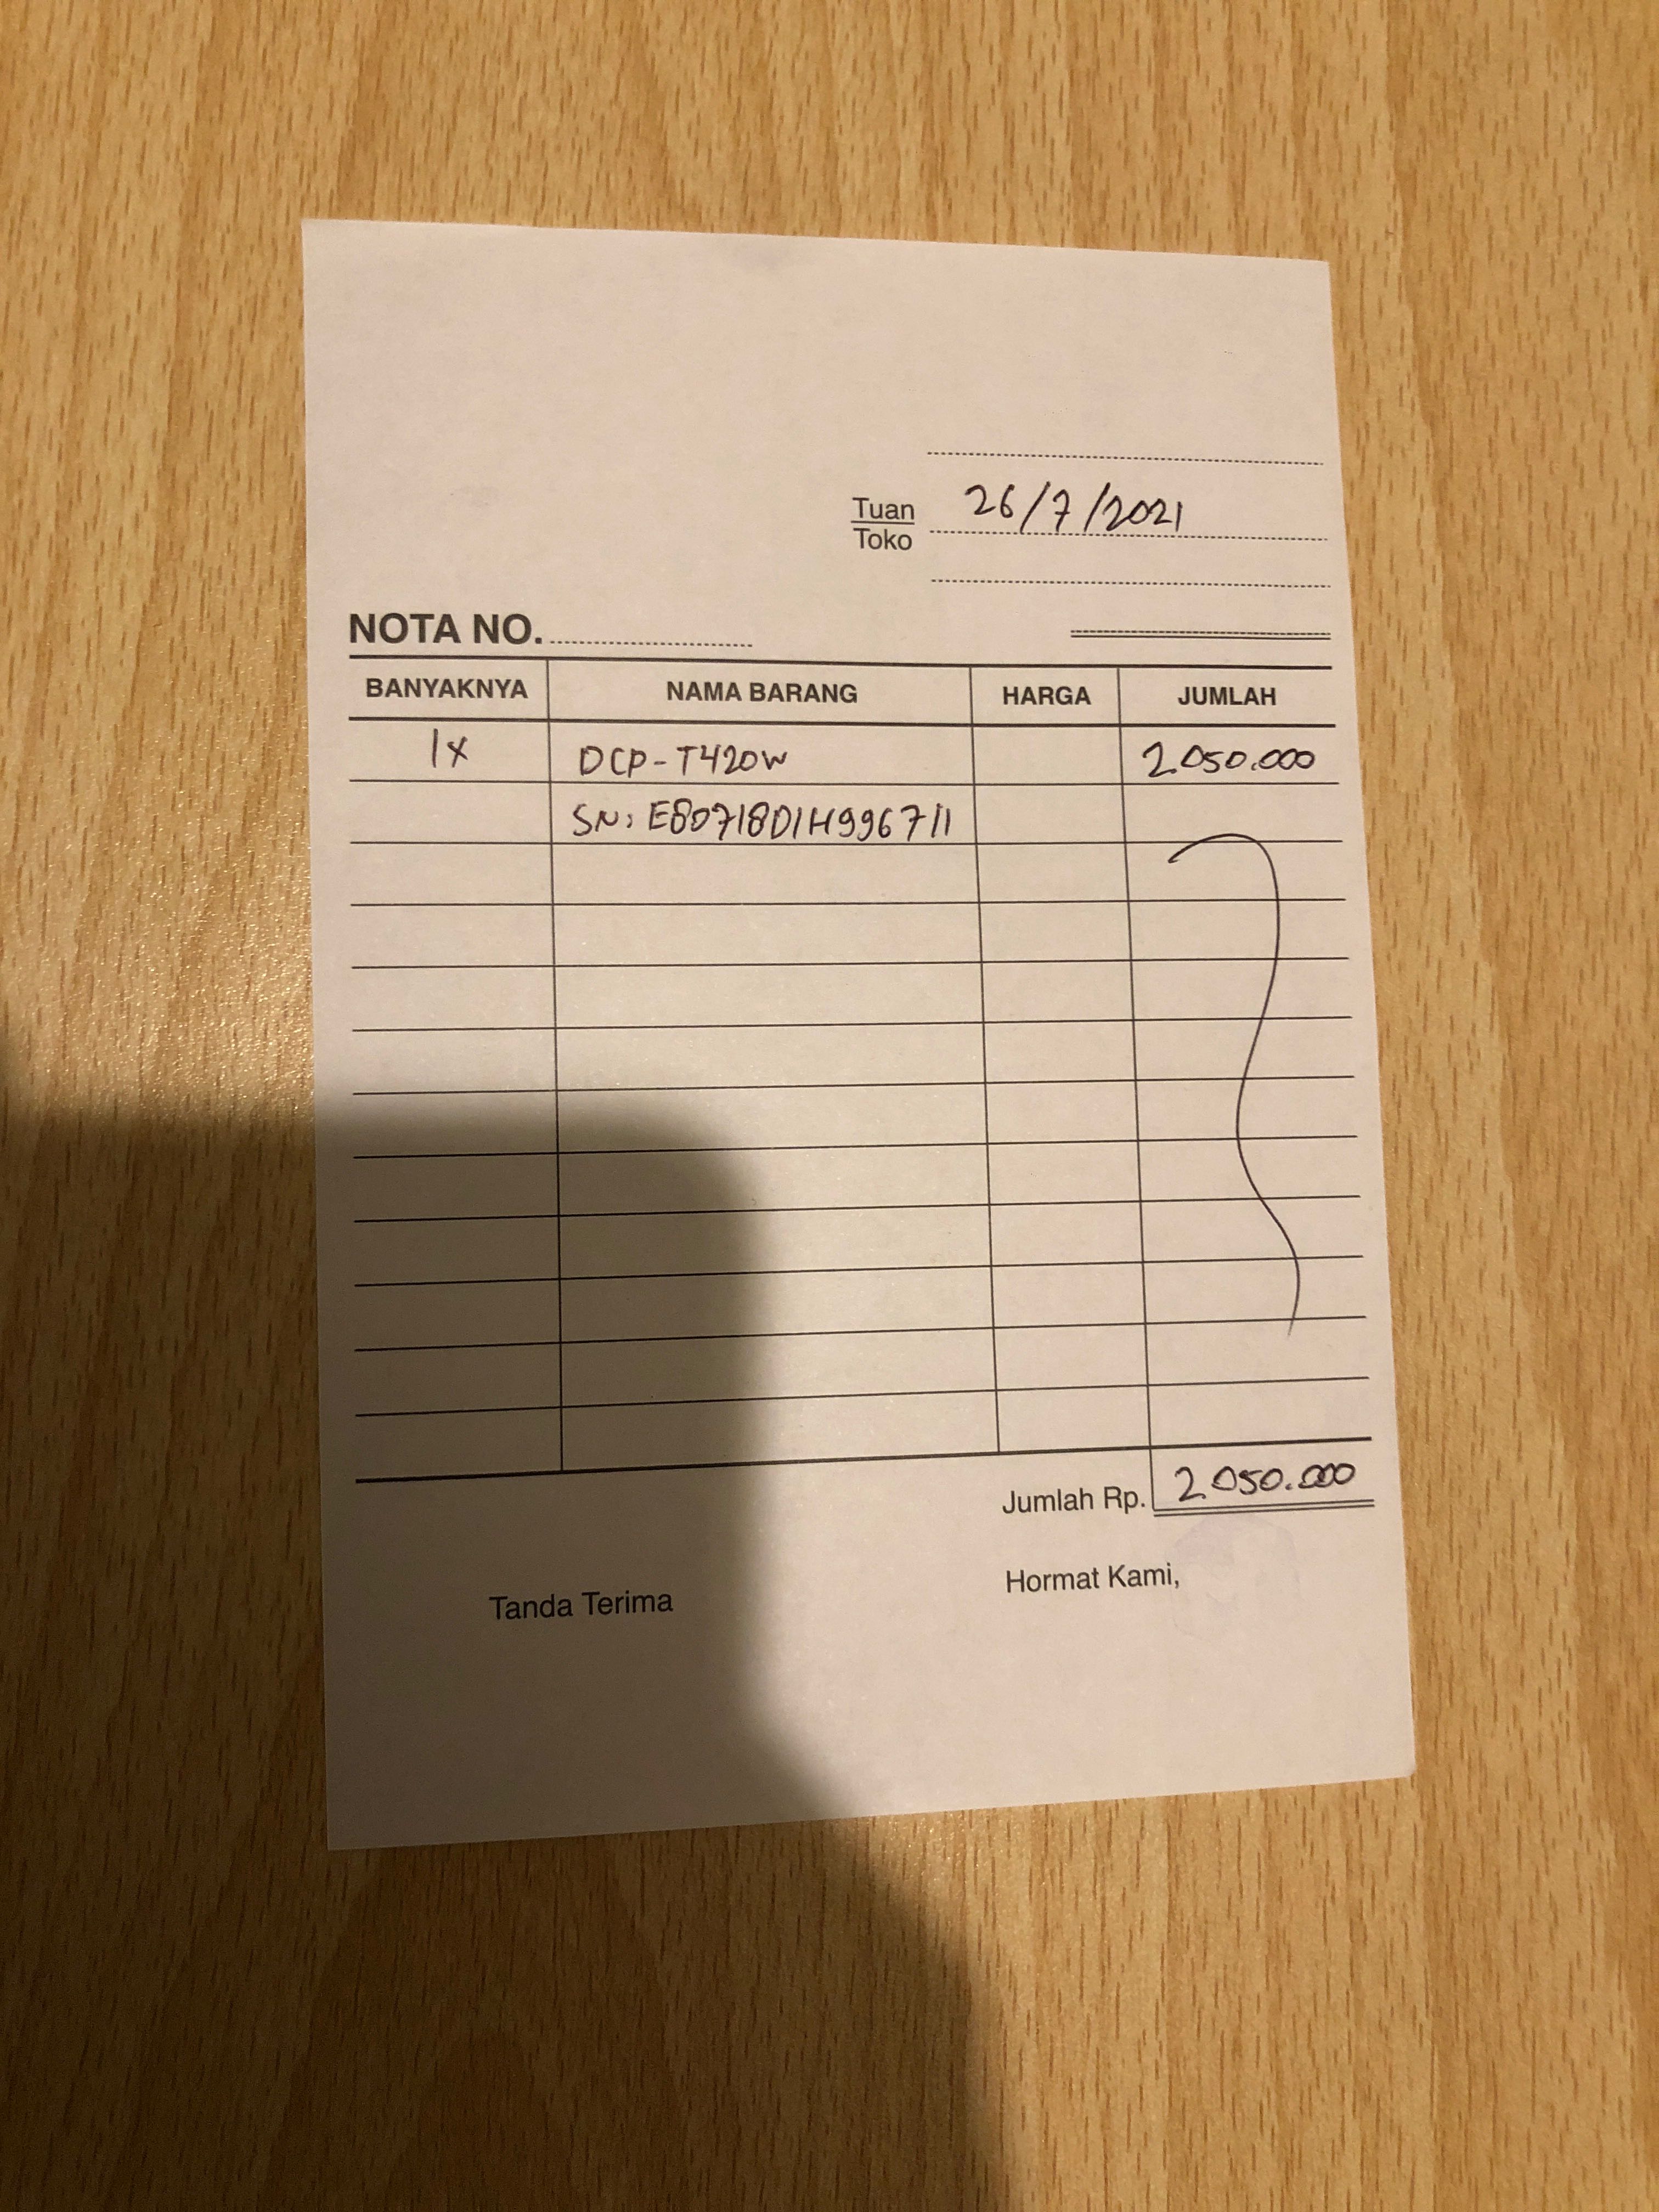 Tuan 26/7/2021
Toko
NOTA NO.
BANYAKNYA NAMA BARANG HARGA JUMLAH
1x DCP-T420W 2.050.000
SN: E80718D1H996711
Jumlah Rp. 2.050.000
Hormat Kami,
Tanda Terima